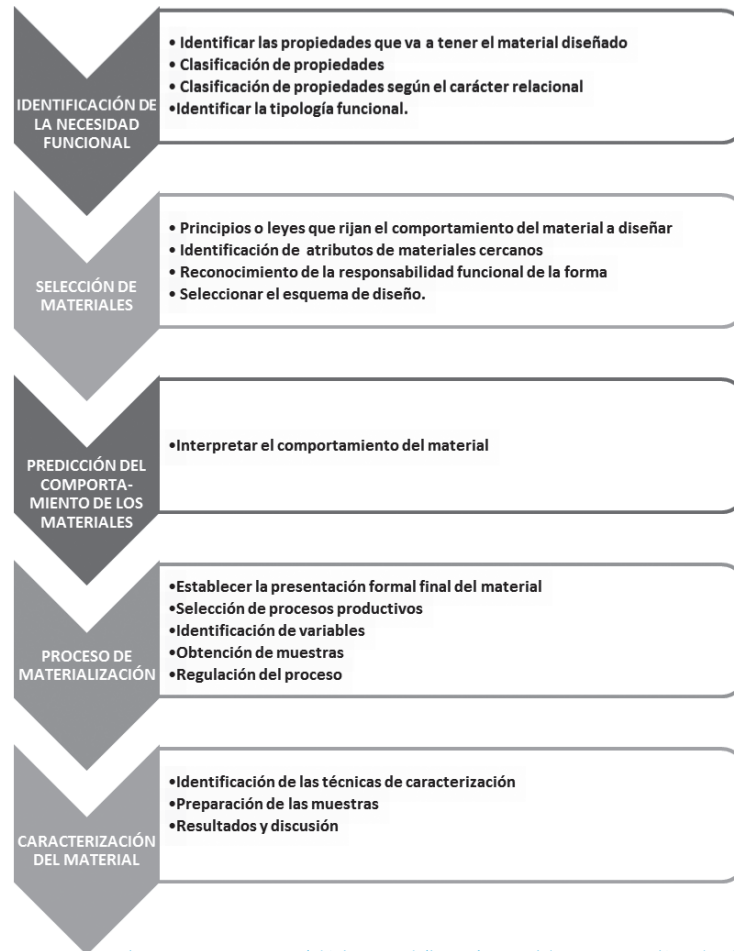 IDENTIFICACIÓN DE
LA NECESIDAD
FUNCIONAL
• Identificar las propiedades que va a tener el material diseñado
• Clasificación de propiedades
• Clasificación de propiedades según el carácter relacional
•Identificar la tipología funcional.
SELECCIÓN DE
MATERIALES
• Principios o leyes que rijan el comportamiento del material a diseñar
• Identificación de atributos de materiales cercanos
• Reconocimiento de la responsabilidad funcional de la forma
• Seleccionar el esquema de diseño.
PREDICCIÓN DEL
COMPORTA-
MIENTO DE LOS
MATERIALES
•Interpretar el comportamiento del material
PROCESO DE
MATERIALIZACIÓN
•Establecer la presentación formal final del material
•Selección de procesos productivos
•Identificación de variables
•Obtención de muestras
•Regulación del proceso
CARACTERIZACIÓN
DEL MATERIAL
•Identificación de las técnicas de caracterización
•Preparación de las muestras
•Resultados y discusión